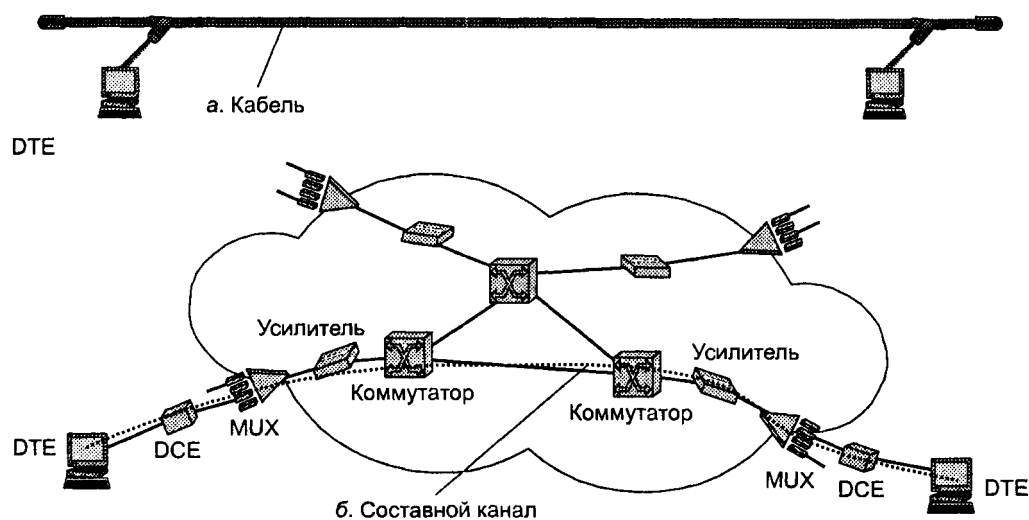 а. Кабель
DTE
Усилитель
Усилитель
Коммутатор
Коммутатор
MUX
DCE
DTE
MUX
DCE
DTE
б. Составной канал